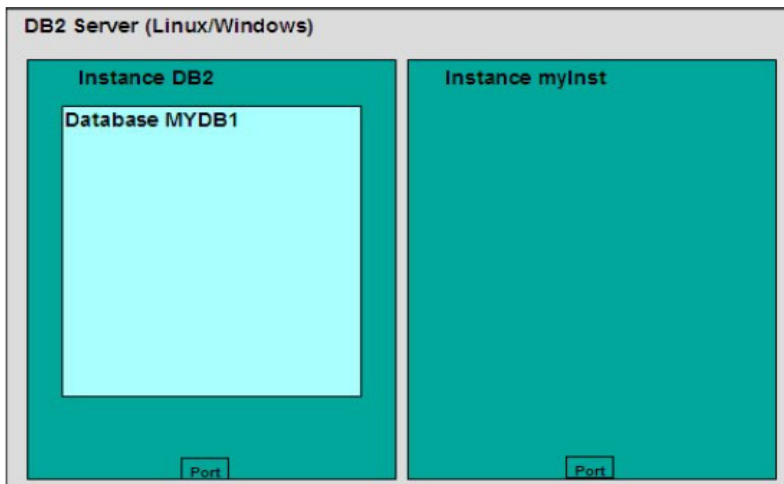 DB2 Server (Linux/Windows)
Instance DB2
Instance myInst
Database MYDB1
Port
Port